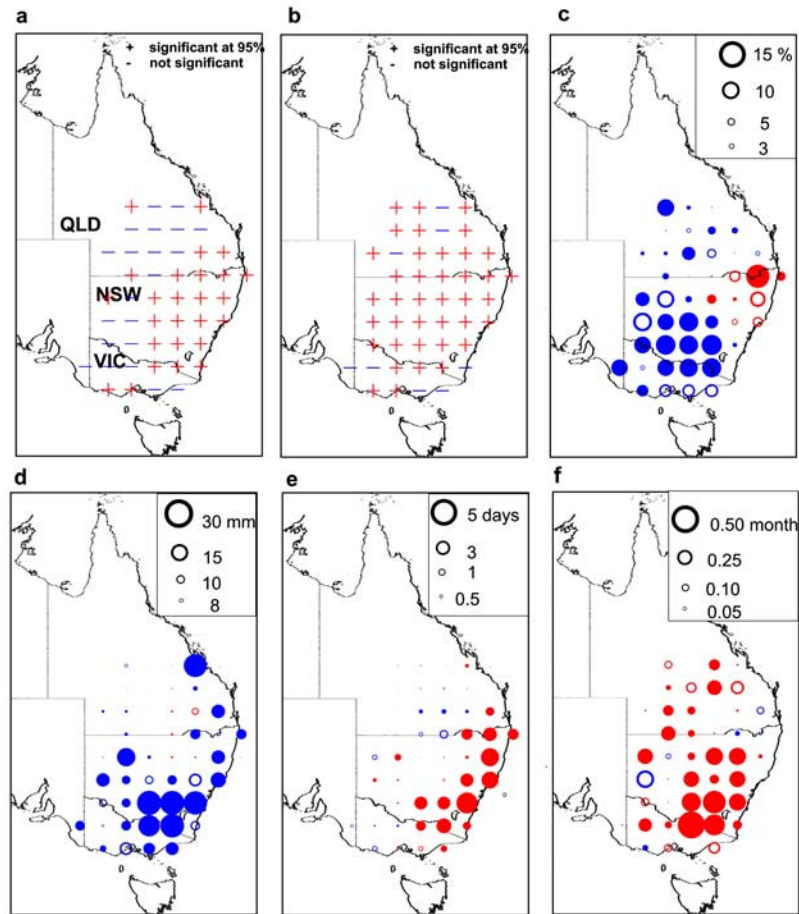 a
+ significant at 95%
- not significant
QLD
NSW
VIC
b
+ significant at 95%
- not significant
c
15 %
10
5
3
d
30 mm
15
10
8
e
5 days
3
1
0.5
f
0.50 month
0.25
0.10
0.05